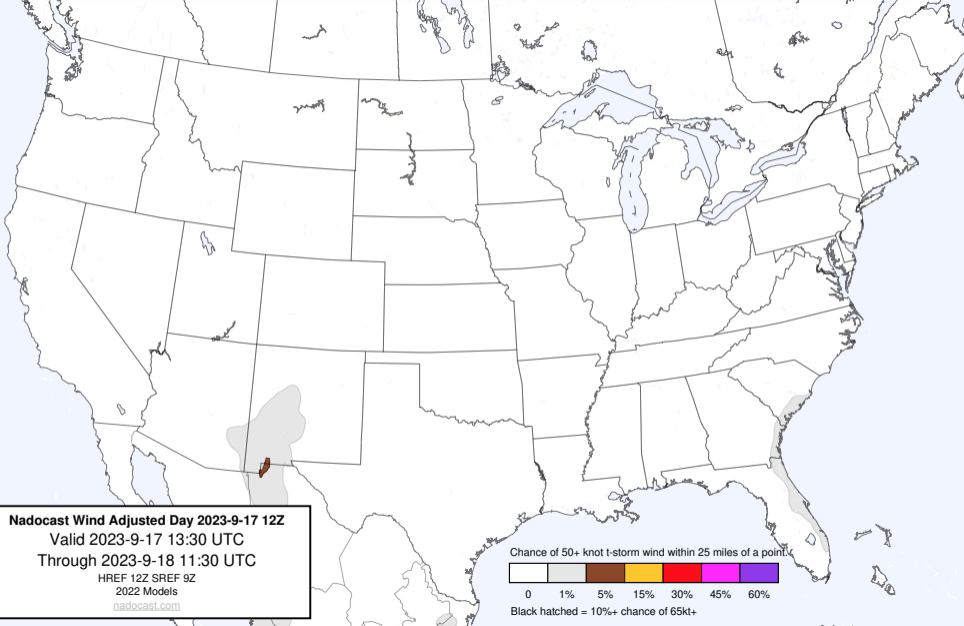 Nadocast Wind Adjusted Day 2023-9-17 12Z
Valid 2023-9-17 13:30 UTC
Through 2023-9-18 11:30 UTC
HREF 12Z SREF 9Z
2022 Models
nadocast.com
Chance of 50+ knot t-storm wind within 25 miles of a point.
0 1% 5% 15% 30% 45% 60%
Black hatched = 10%+ chance of 65kt+